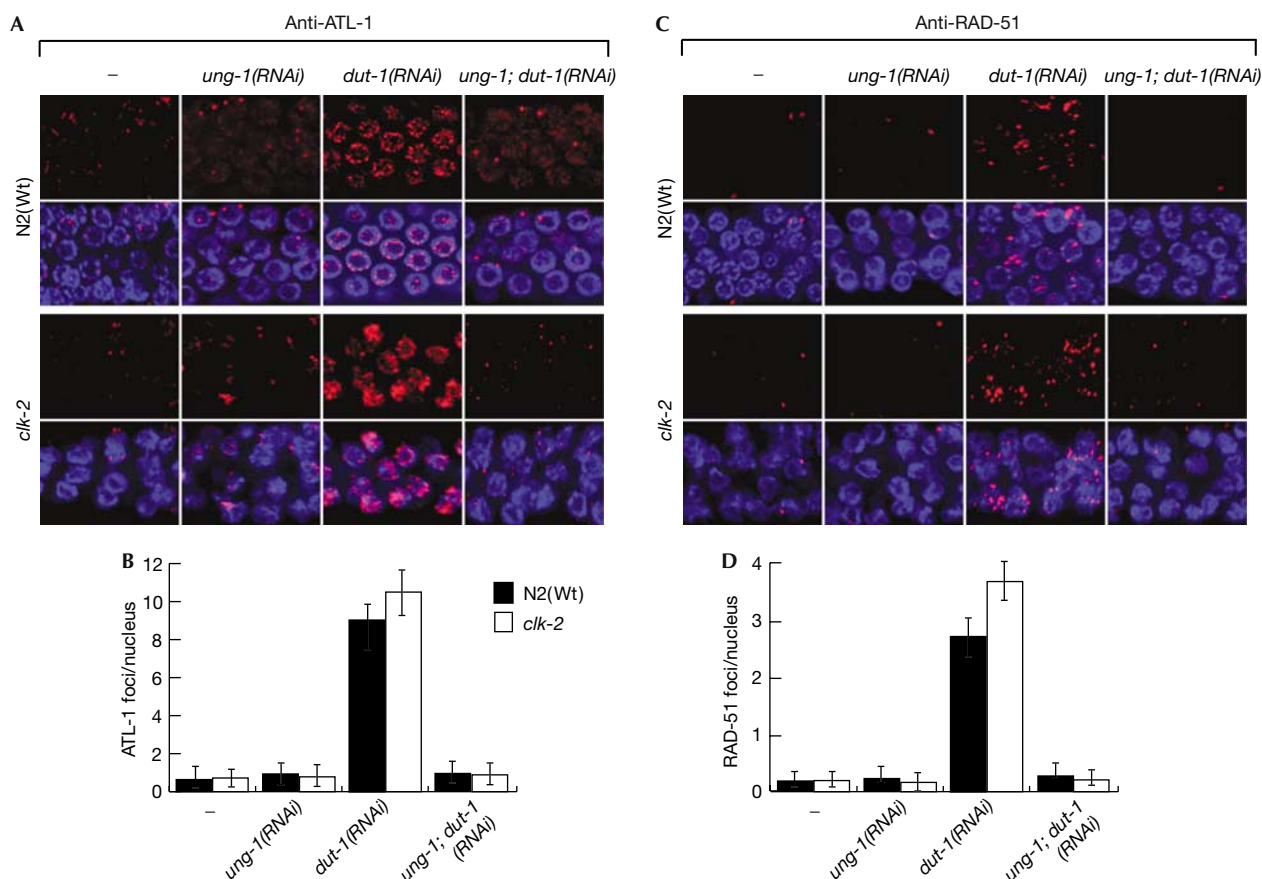 A
Anti-ATL-1
– ung-1(RNAi) dut-1(RNAi) ung-1; dut-1(RNAi)
N2(Wt)
clk-2
B
12
10
8
6
4
2
0
ATL-1 foci/nucleus
N2(Wt)
clk-2
–
ung-1(RNAi)
dut-1(RNAi)
ung-1; dut-1
(RNAi)
C
Anti-RAD-51
– ung-1(RNAi) dut-1(RNAi) ung-1; dut-1(RNAi)
N2(Wt)
clk-2
D
4
3
2
1
0
RAD-51 foci/nucleus
–
ung-1(RNAi)
dut-1(RNAi)
ung-1; dut-1
(RNAi)